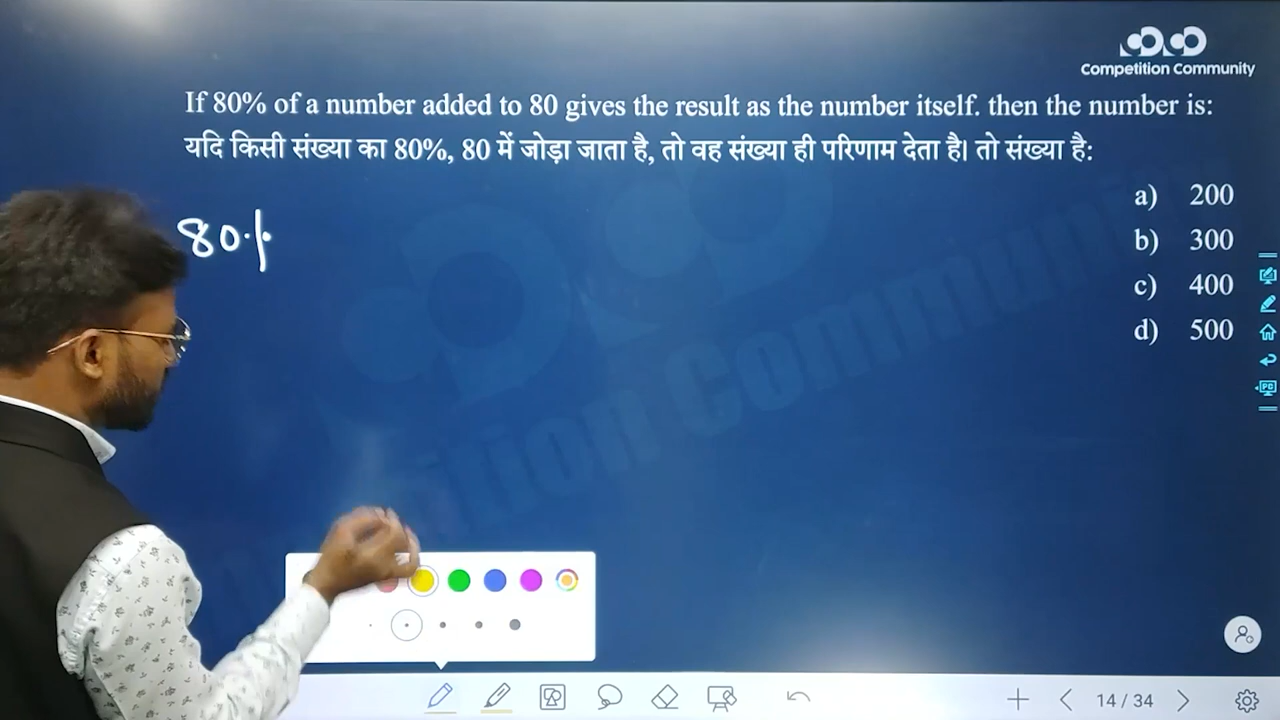 Competition Community
If 80% of a number added to 80 gives the result as the number itself. then the number is:
यदि किसी संख्या का 80%, 80 में जोड़ा जाता है, तो वह संख्या ही परिणाम देता है। तो संख्या है:
a) 200
b) 300
c) 400
d) 500
80%
14 / 34